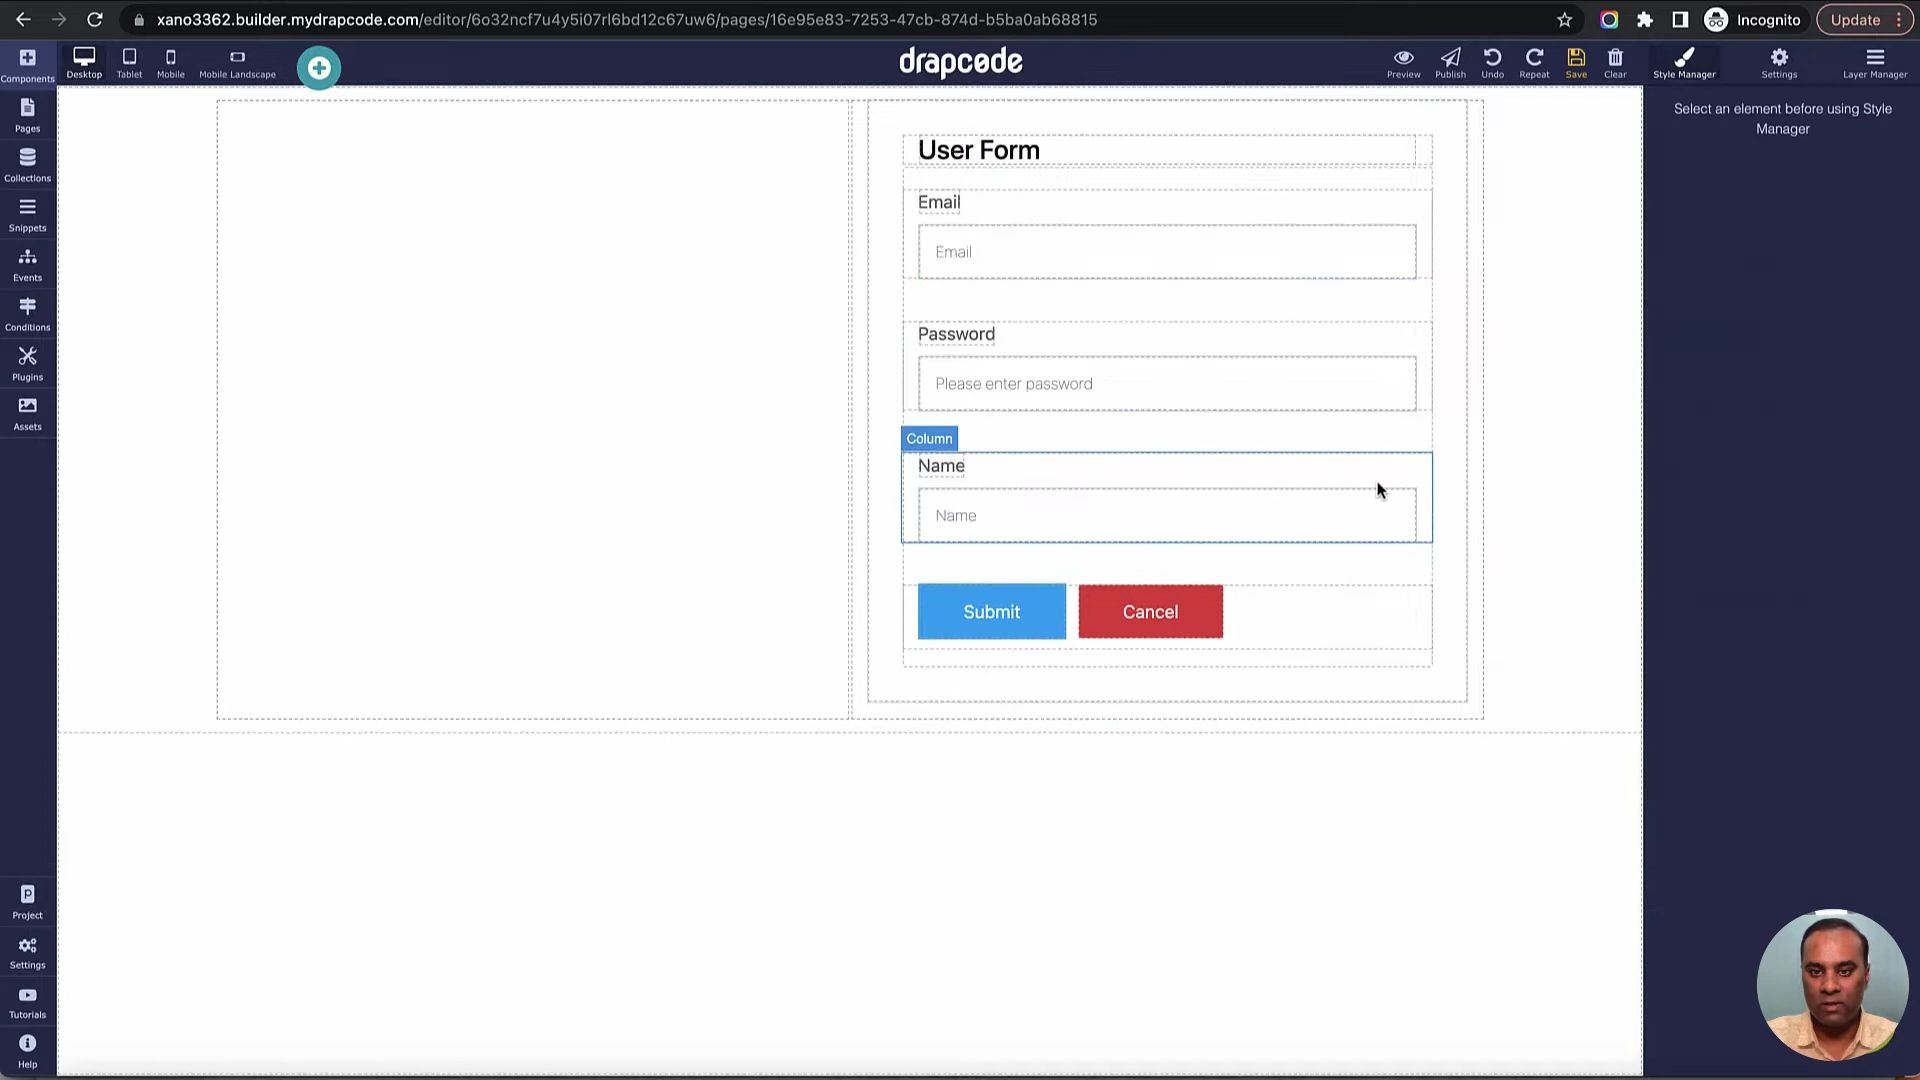 xano3362.builder.mydrapcode.com/editor/6o32ncf7u4y5i07rl6bd12c67uw6/pages/16e95e83-7253-47cb-874d-b5ba0ab68815
Incognito
Update
Components
Desktop
Tablet
Mobile
Mobile Landscape
drapcode
Preview
Publish
Undo
Repeat
Save
Clear
Style Manager
Settings
Layer Manager
Pages
Collections
Snippets
Events
Conditions
Plugins
Assets
Project
Settings
Tutorials
Help
User Form
Email
Email
Password
Please enter password
Column
Name
Name
Submit
Cancel
Select an element before using Style
Manager